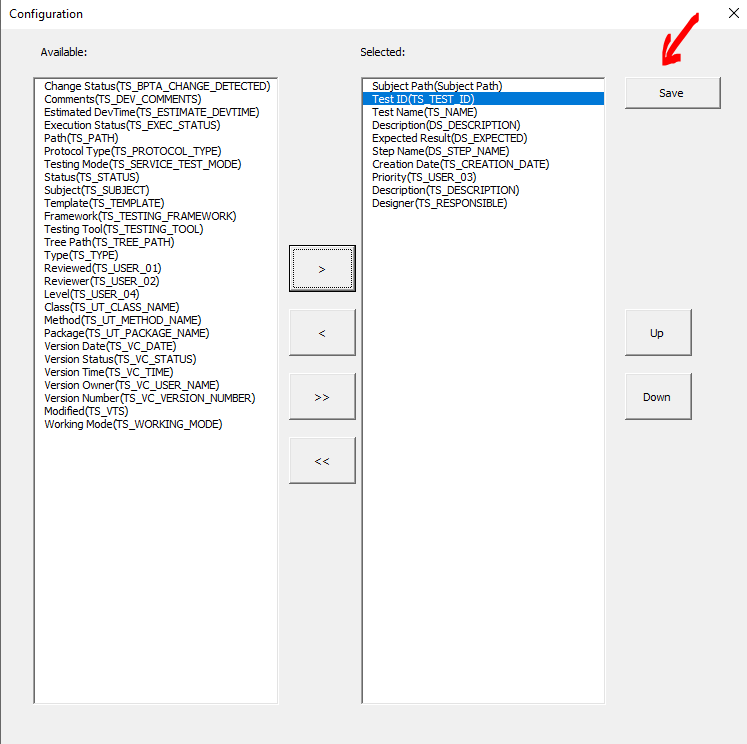 Configuration
Available:
Change Status(TS_BPTA_CHANGE_DETECTED)
Comments(TS_DEV_COMMENTS)
Estimated DevTime(TS_ESTIMATE_DEVTIME)
Execution Status(TS_EXEC_STATUS)
Path(TS_PATH)
Protocol Type(TS_PROTOCOL_TYPE)
Testing Mode(TS_SERVICE_TEST_MODE)
Status(TS_STATUS)
Subject(TS_SUBJECT)
Template(TS_TEMPLATE)
Framework(TS_TESTING_FRAMEWORK)
Testing Tool(TS_TESTING_TOOL)
Tree Path(TS_TREE_PATH)
Type(TS_TYPE)
Reviewed(TS_USER_01)
Reviewer(TS_USER_02)
Level(TS_USER_04)
Class(TS_UT_CLASS_NAME)
Method(TS_UT_METHOD_NAME)
Package(TS_UT_PACKAGE_NAME)
Version Date(TS_VC_DATE)
Version Status(TS_VC_STATUS)
Version Time(TS_VC_TIME)
Version Owner(TS_VC_USER_NAME)
Version Number(TS_VC_VERSION_NUMBER)
Modified(TS_VTS)
Working Mode(TS_WORKING_MODE)
>
<
>>
<<
Selected:
Subject Path(Subject Path)
Test ID(TS_TEST_ID)
Test Name(TS_NAME)
Description(DS_DESCRIPTION)
Expected Result(DS_EXPECTED)
Step Name(DS_STEP_NAME)
Creation Date(TS_CREATION_DATE)
Priority(TS_USER_03)
Description(TS_DESCRIPTION)
Designer(TS_RESPONSIBLE)
Save
Up
Down